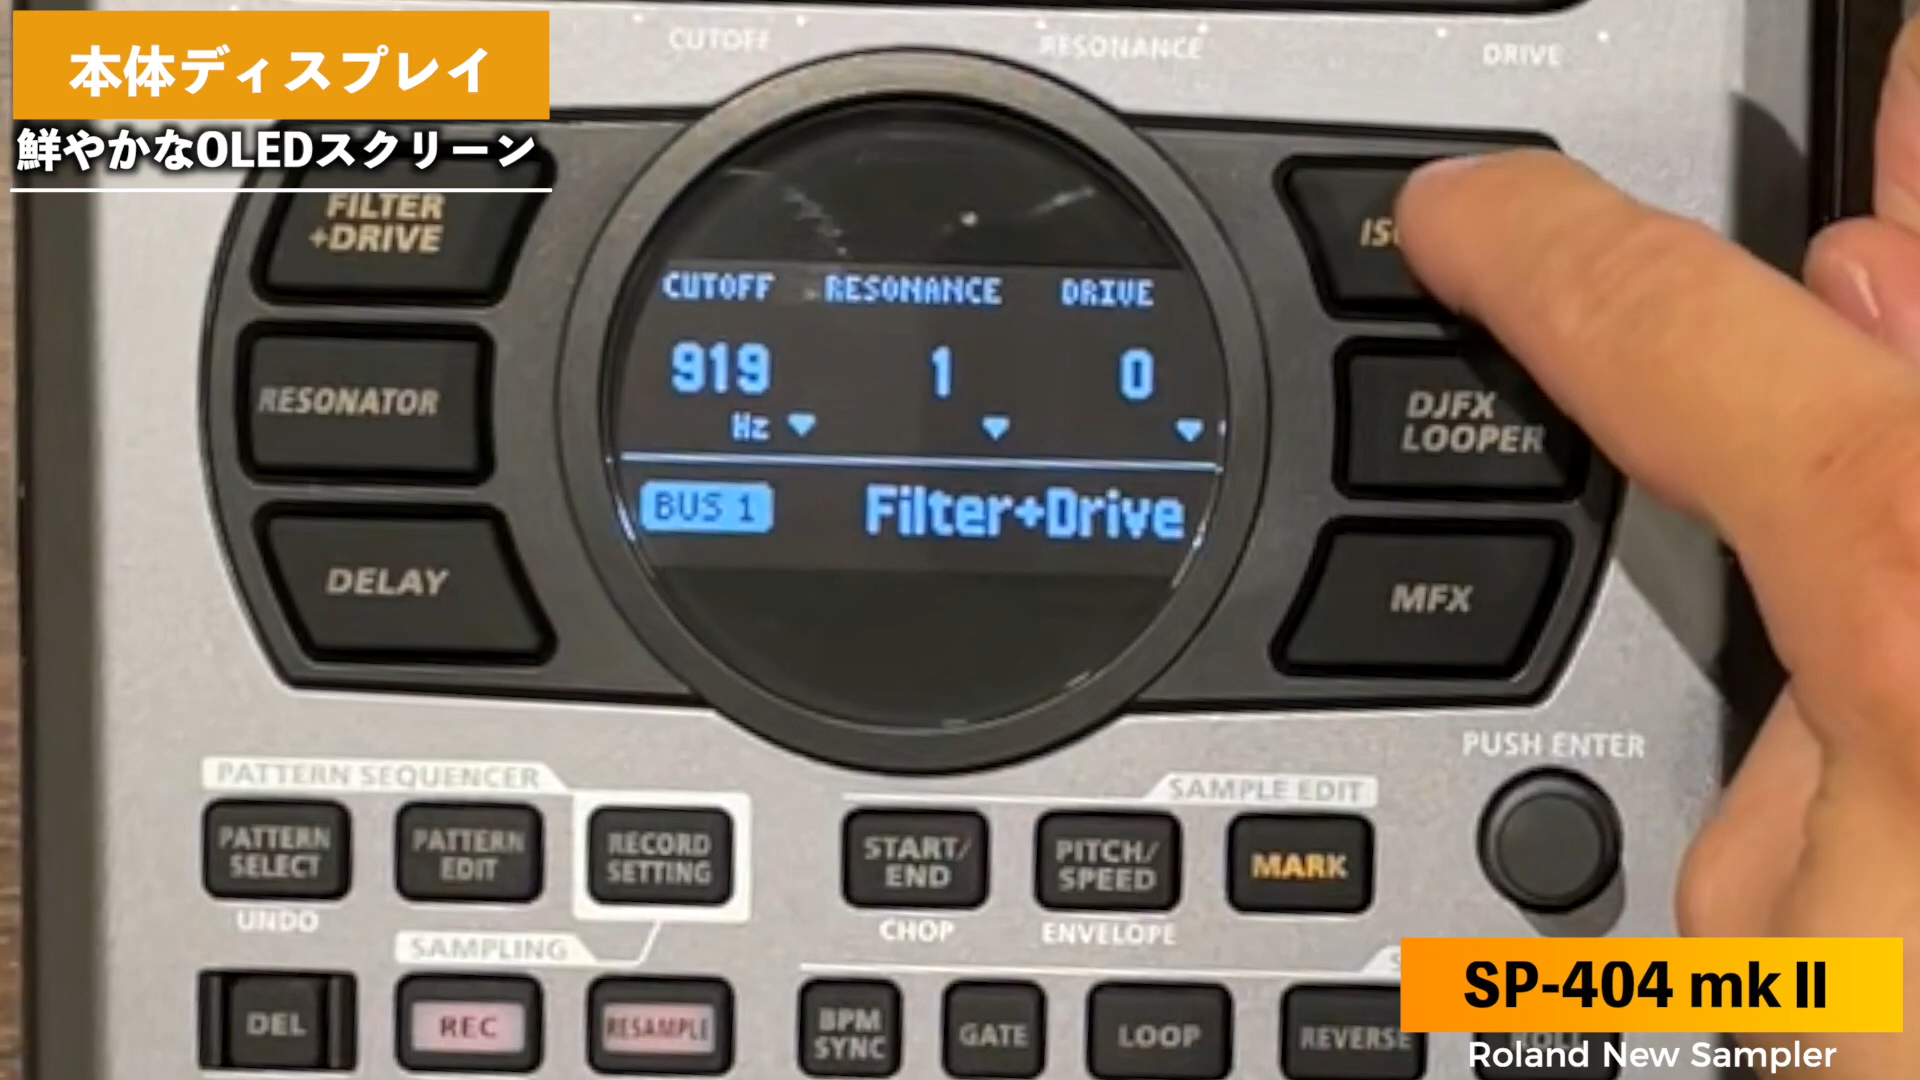 本体ディスプレイ
鮮やかなOLEDスクリーン
CUTOFF RESONANCE DRIVE
FILTER
+DRIVE
RESONATOR
DELAY
CUTOFF RESONANCE DRIVE
919 1 0
Hz
BUS 1 Filter+Drive
DJFX
LOOPER
MFX
PUSH ENTER
PATTERN SEQUENCER
SAMPLE EDIT
PATTERN
SELECT
PATTERN
EDIT
RECORD
SETTING
START/
END
PITCH/
SPEED
MARK
UNDO
CHOP
ENVELOPE
SAMPLING
DEL
REC
RESAMPLE
BPM
SYNC
GATE
LOOP
REVERSE
SP-404 mk II
Roland New Sampler